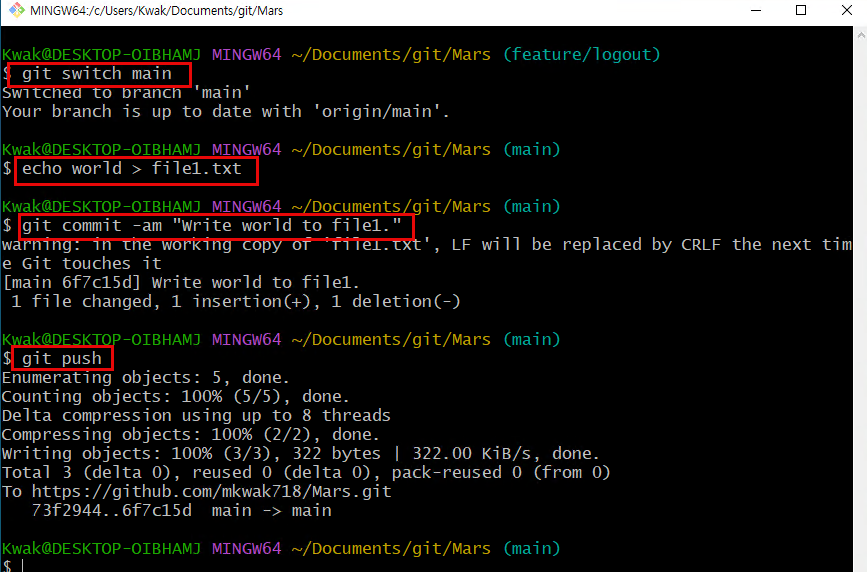 MINGW64:/c/Users/Kwak/Documents/git/Mars
Kwak@DESKTOP-OIBHAMJ MINGW64 ~/Documents/git/Mars (feature/logout)
$ git switch main
Switched to branch 'main'
Your branch is up to date with 'origin/main'.
Kwak@DESKTOP-OIBHAMJ MINGW64 ~/Documents/git/Mars (main)
$ echo world > file1.txt
Kwak@DESKTOP-OIBHAMJ MINGW64 ~/Documents/git/Mars (main)
$ git commit -am "Write world to file1."
warning: in the working copy of 'file1.txt', LF will be replaced by CRLF the next tim
e Git touches it
[main 6f7c15d] Write world to file1.
1 file changed, 1 insertion(+), 1 deletion(-)
Kwak@DESKTOP-OIBHAMJ MINGW64 ~/Documents/git/Mars (main)
$ git push
Enumerating objects: 5, done.
Counting objects: 100% (5/5), done.
Delta compression using up to 8 threads
Compressing objects: 100% (2/2), done.
Writing objects: 100% (3/3), 322 bytes | 322.00 KiB/s, done.
Total 3 (delta 0), reused 0 (delta 0), pack-reused 0 (from 0)
To https://github.com/mkwak718/Mars.git
73f2944..6f7c15d  main -> main
Kwak@DESKTOP-OIBHAMJ MINGW64 ~/Documents/git/Mars (main)
$